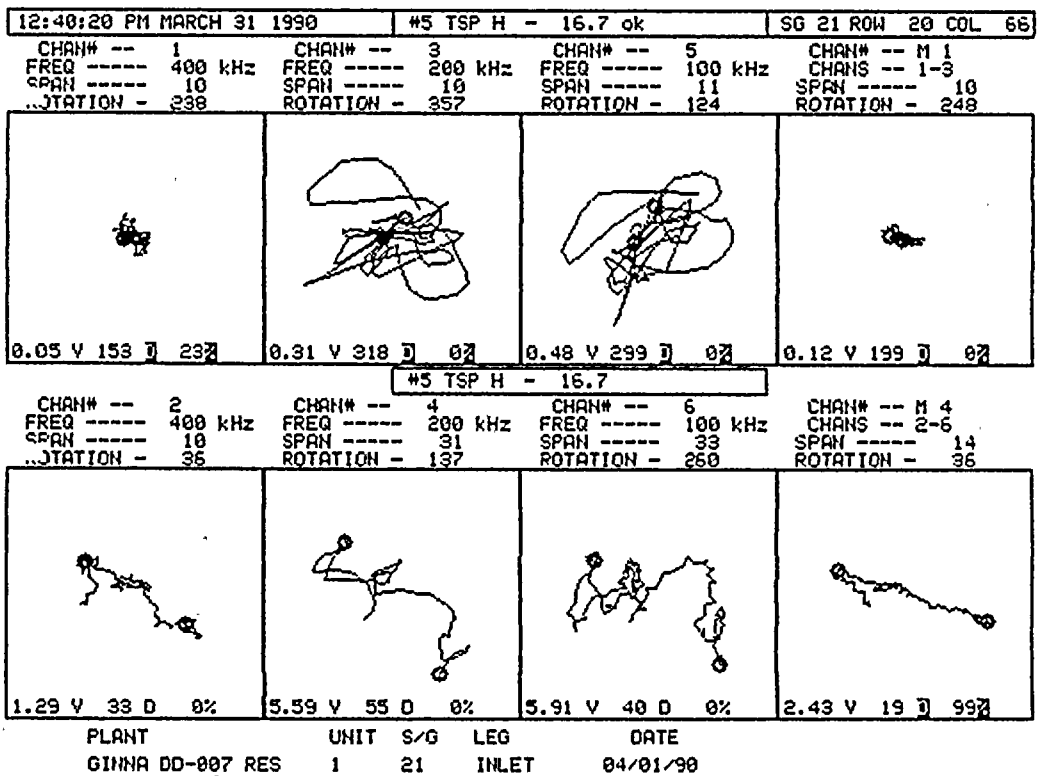 12:40:20 PM MARCH 31 1990 #5 TSP H - 16.7 ok SG 21 ROW 20 COL 66
CHAN# -- 1 CHAN# -- 3 CHAN# -- 5 CHAN# -- M 1
FREQ ----- 400 kHz FREQ ----- 200 kHz FREQ ----- 100 kHz CHANS -- 1-3
SPAN ----- 10 SPAN ----- 10 SPAN ----- 11 SPAN ----- 10
..OTATION - 238 ROTATION - 357 ROTATION - 124 ROTATION - 248
0.05 V 153 D 23% 0.31 V 318 D 0% 0.48 V 299 D 0% 0.12 V 199 D 0%
#5 TSP H - 16.7
CHAN# -- 2 CHAN# -- 4 CHAN# -- 6 CHAN# -- M 4
FREQ ----- 400 kHz FREQ ----- 200 kHz FREQ ----- 100 kHz CHANS -- 2-6
SPAN ----- 10 SPAN ----- 31 SPAN ----- 33 SPAN ----- 14
..OTATION - 36 ROTATION - 137 ROTATION - 260 ROTATION - 36
1.29 V 33 D 0% 5.59 V 55 D 0% 5.91 V 40 D 0% 2.43 V 19 D 99%
PLANT UNIT S/G LEG DATE
GINNA DD-007 RES 1 21 INLET 04/01/90